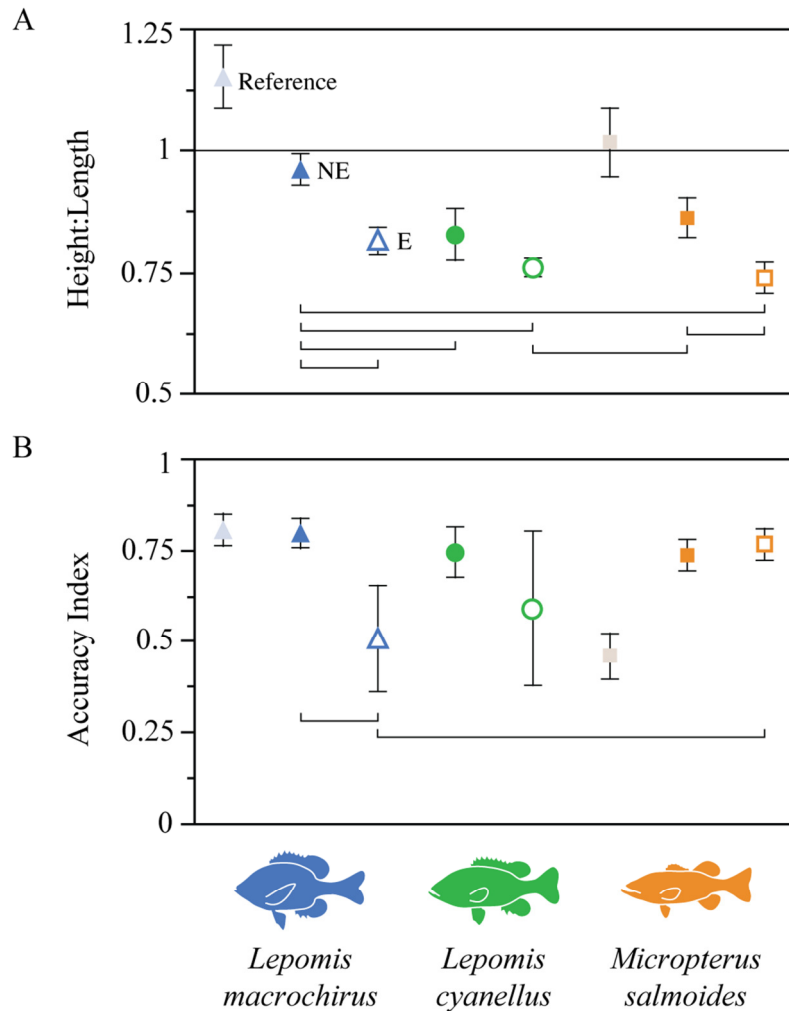 A
1.25
Reference
1
NE
E
0.75
0.5
Height:Length
B
1
0.75
0.5
0.25
0
Accuracy Index
Lepomis
macrochirus
Lepomis
cyanellus
Micropterus
salmoides